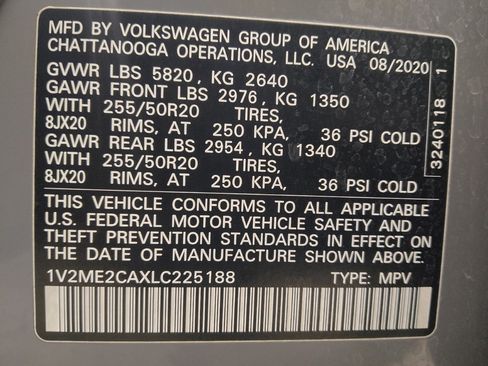 MFD BY VOLKSWAGEN GROUP OF AMERICA
CHATTANOOGA OPERATIONS, LLC. USA 08/2020
GVWR LBS 5820, KG 2640
GAWR FRONT LBS 2976, KG 1350
WITH 255/50R20 TIRES,
8JX20 RIMS, AT 250 KPA, 36 PSI COLD
GAWR REAR LBS 2954, KG 1340
WITH 255/50R20 TIRES,
8JX20 RIMS, AT 250 KPA, 36 PSI COLD
THIS VEHICLE CONFORMS TO ALL APPLICABLE
U.S. FEDERAL MOTOR VEHICLE SAFETY AND
THEFT PREVENTION STANDARDS IN EFFECT ON
THE DATE OF MANUFACTURE SHOWN ABOVE.
1V2ME2CAXLC225188 TYPE: MPV
3240118 1